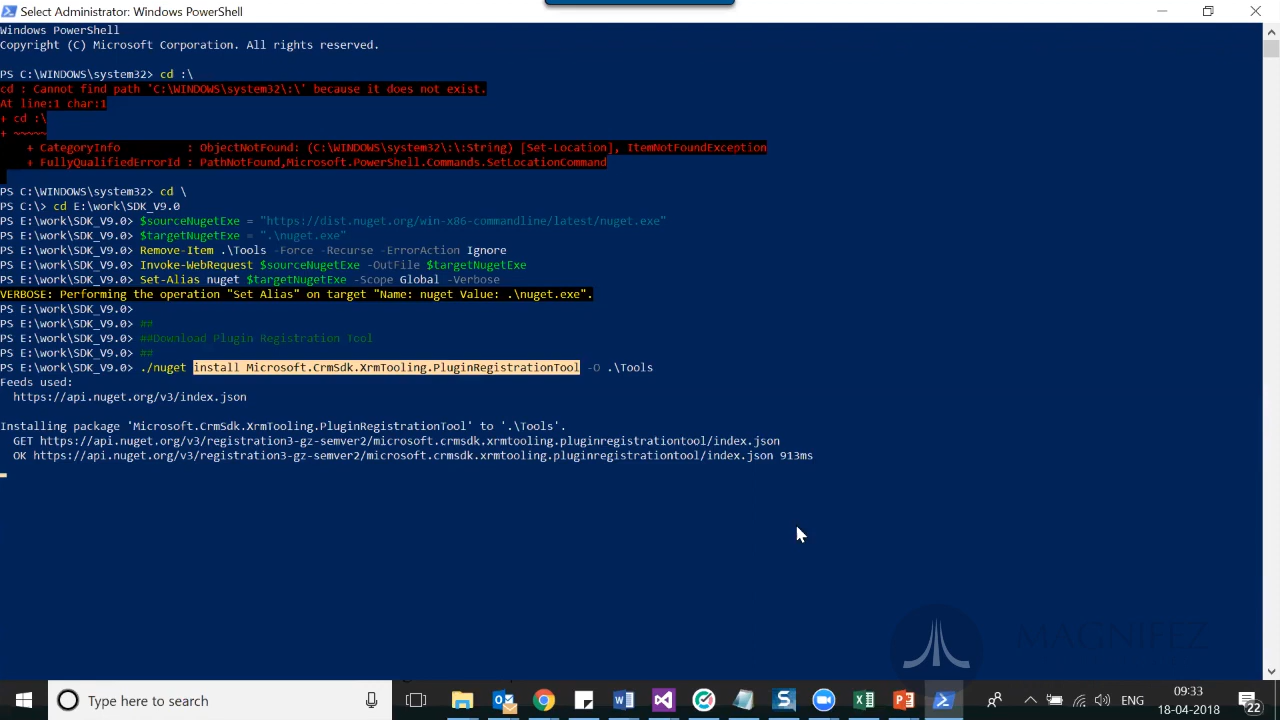 Select Administrator: Windows PowerShell
Windows PowerShell
Copyright (C) Microsoft Corporation. All rights reserved.
PS C:\WINDOWS\system32> cd :\
cd : Cannot find path 'C:\WINDOWS\system32\:\' because it does not exist.
At line:1 char:1
+ cd :\
+ ~~~~~
    + CategoryInfo          : ObjectNotFound: (C:\WINDOWS\system32\:\:String) [Set-Location], ItemNotFoundException
    + FullyQualifiedErrorId : PathNotFound,Microsoft.PowerShell.Commands.SetLocationCommand
PS C:\WINDOWS\system32> cd \
PS C:\> cd E:\work\SDK_V9.0
PS E:\work\SDK_V9.0> $sourceNugetExe = "https://dist.nuget.org/win-x86-commandline/latest/nuget.exe"
PS E:\work\SDK_V9.0> $targetNugetExe = ".\nuget.exe"
PS E:\work\SDK_V9.0> Remove-Item .\Tools -Force -Recurse -ErrorAction Ignore
PS E:\work\SDK_V9.0> Invoke-WebRequest $sourceNugetExe -OutFile $targetNugetExe
PS E:\work\SDK_V9.0> Set-Alias nuget $targetNugetExe -Scope Global -Verbose
VERBOSE: Performing the operation "Set Alias" on target "Name: nuget Value: .\nuget.exe".
PS E:\work\SDK_V9.0>
PS E:\work\SDK_V9.0> ##
PS E:\work\SDK_V9.0> ##Download Plugin Registration Tool
PS E:\work\SDK_V9.0> ##
PS E:\work\SDK_V9.0> ./nuget install Microsoft.CrmSdk.XrmTooling.PluginRegistrationTool -O .\Tools
Feeds used:
  https://api.nuget.org/v3/index.json
Installing package 'Microsoft.CrmSdk.XrmTooling.PluginRegistrationTool' to '.\Tools'.
  GET https://api.nuget.org/v3/registration3-gz-semver2/microsoft.crmsdk.xrmtooling.pluginregistrationtool/index.json
  OK https://api.nuget.org/v3/registration3-gz-semver2/microsoft.crmsdk.xrmtooling.pluginregistrationtool/index.json 913ms
MAGNIFEZ
Type here to search
ENG
09:33
18-04-2018
22